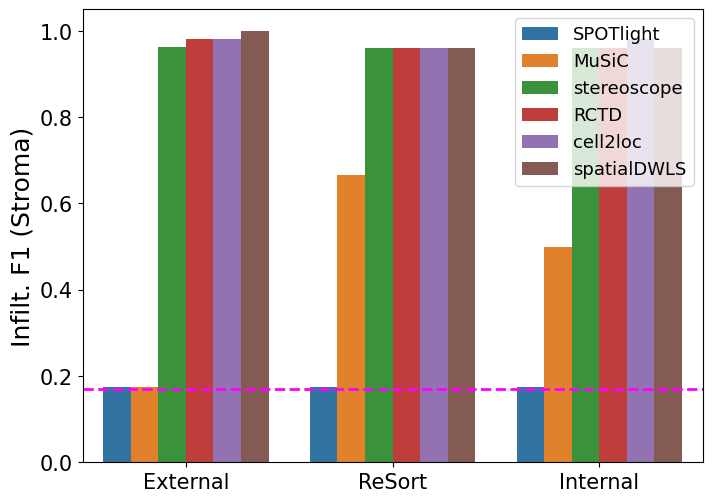 Infilt. F1 (Stroma)
1.0
0.8
0.6
0.4
0.2
0.0
SPOTlight
MuSiC
stereoscope
RCTD
cell2loc
spatialDWLS
External ReSort Internal